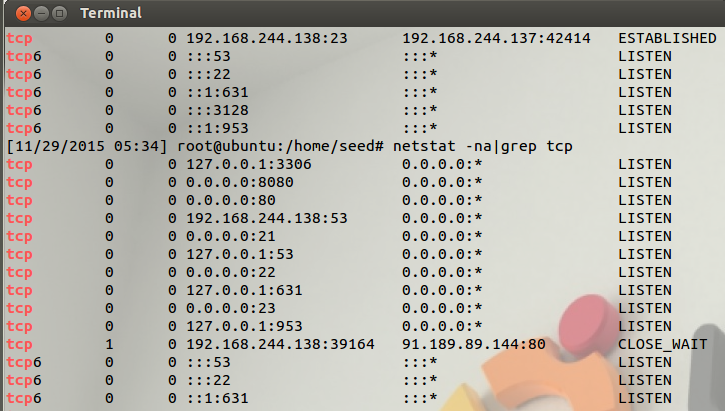 Terminal
tcp 0 0 192.168.244.138:23 192.168.244.137:42414 ESTABLISHED
tcp6 0 0 :::53 :::* LISTEN
tcp6 0 0 :::22 :::* LISTEN
tcp6 0 0 ::1:631 :::* LISTEN
tcp6 0 0 :::3128 :::* LISTEN
tcp6 0 0 ::1:953 :::* LISTEN
[11/29/2015 05:34] root@ubuntu:/home/seed# netstat -na|grep tcp
tcp 0 0 127.0.0.1:3306 0.0.0.0:* LISTEN
tcp 0 0 0.0.0.0:8080 0.0.0.0:* LISTEN
tcp 0 0 0.0.0.0:80 0.0.0.0:* LISTEN
tcp 0 0 192.168.244.138:53 0.0.0.0:* LISTEN
tcp 0 0 0.0.0.0:21 0.0.0.0:* LISTEN
tcp 0 0 127.0.0.1:53 0.0.0.0:* LISTEN
tcp 0 0 0.0.0.0:22 0.0.0.0:* LISTEN
tcp 0 0 127.0.0.1:631 0.0.0.0:* LISTEN
tcp 0 0 0.0.0.0:23 0.0.0.0:* LISTEN
tcp 0 0 127.0.0.1:953 0.0.0.0:* LISTEN
tcp 1 0 192.168.244.138:39164 91.189.89.144:80 CLOSE_WAIT
tcp6 0 0 :::53 :::* LISTEN
tcp6 0 0 :::22 :::* LISTEN
tcp6 0 0 ::1:631 :::* LISTEN